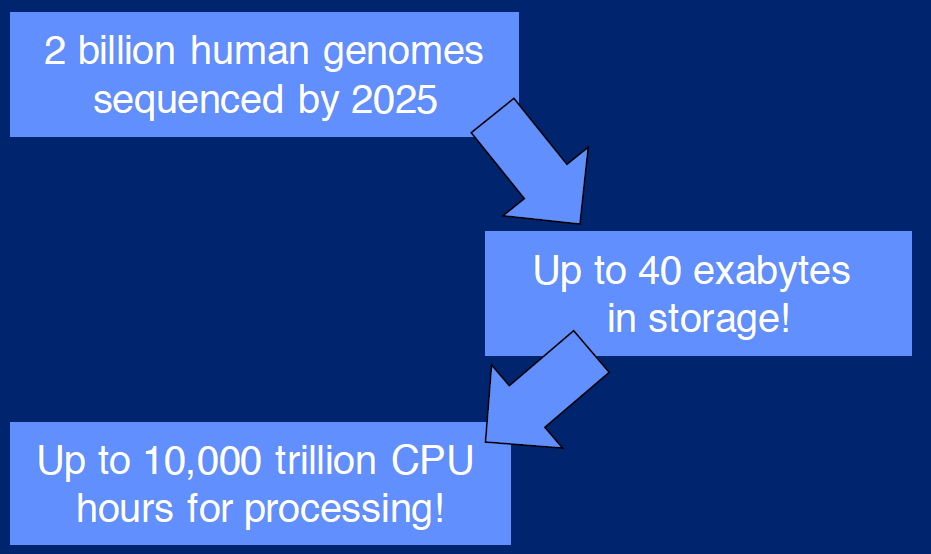 2 billion human genomes
sequenced by 2025
Up to 40 exabytes
in storage!
Up to 10,000 trillion CPU
hours for processing!